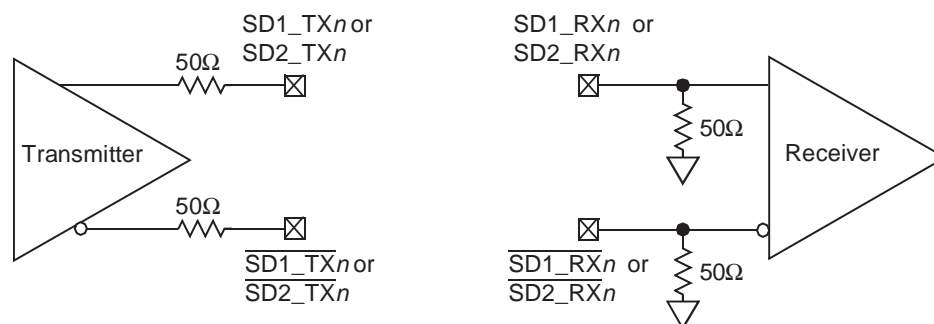 SD1_TXn or
SD2_TXn
50Ω
Transmitter
50Ω
SD1_TXn or
SD2_TXn
SD1_RXn or
SD2_RXn
50Ω
Receiver
SD1_RXn or
SD2_RXn
50Ω